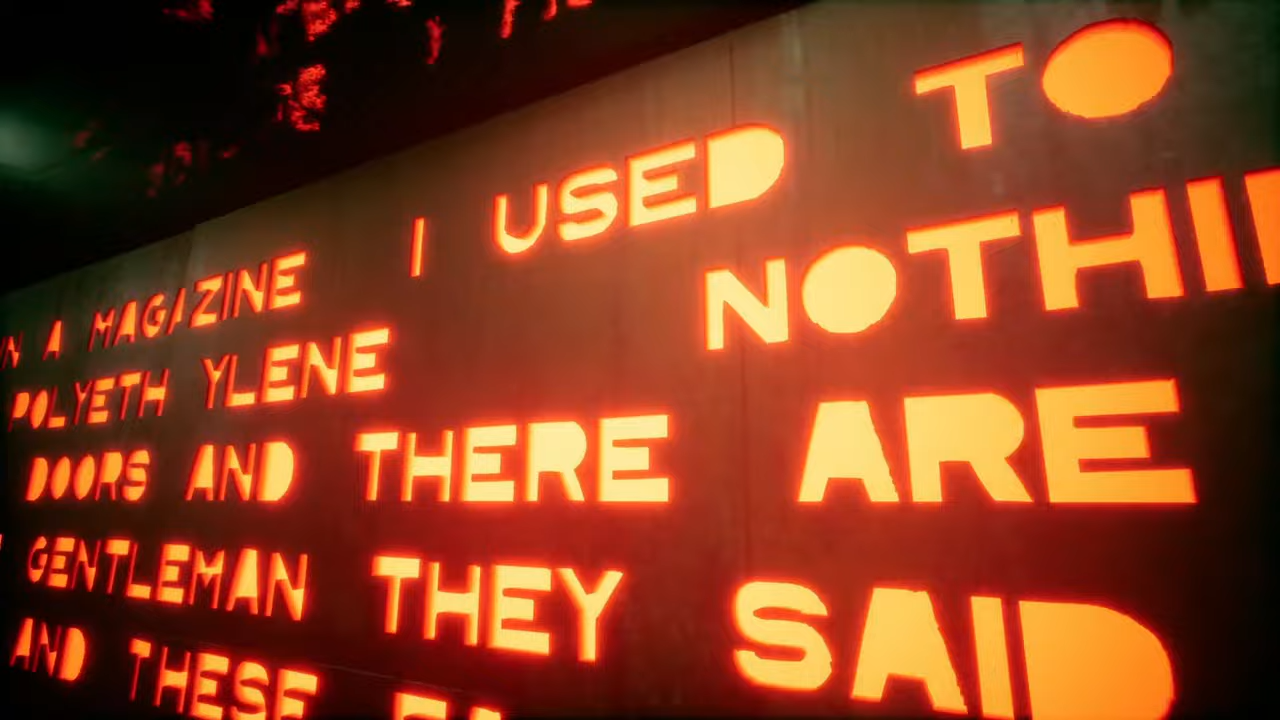 A MAGAZINE I USED TO
POLYETH YLENE NOTHI
DOORS AND THERE ARE
GENTLEMAN THEY SAID
AND THESE